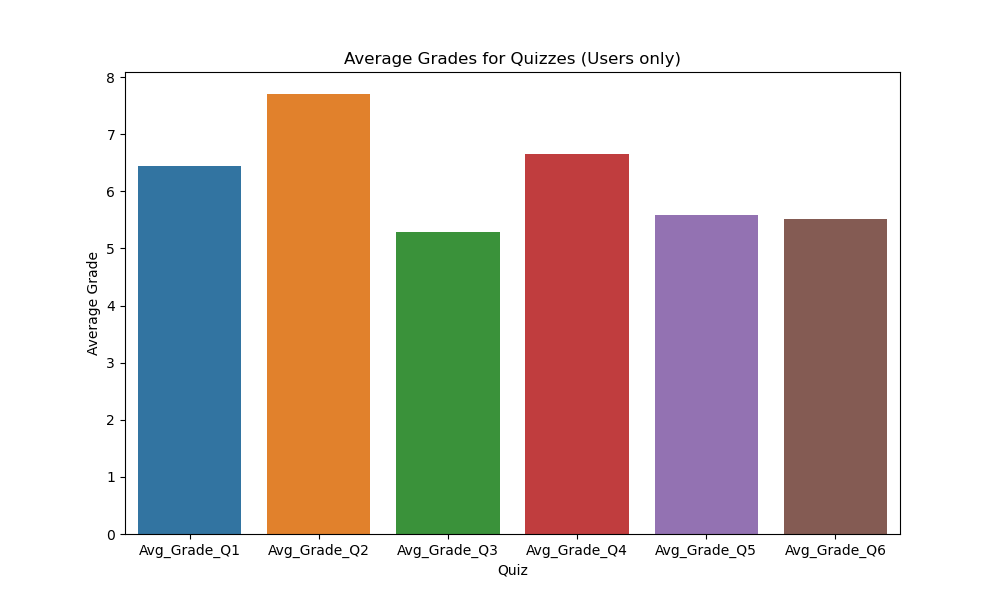 Average Grades for Quizzes (Users only)
Average Grade
8
7
6
5
4
3
2
1
0
Avg_Grade_Q1 Avg_Grade_Q2 Avg_Grade_Q3 Avg_Grade_Q4 Avg_Grade_Q5 Avg_Grade_Q6
Quiz